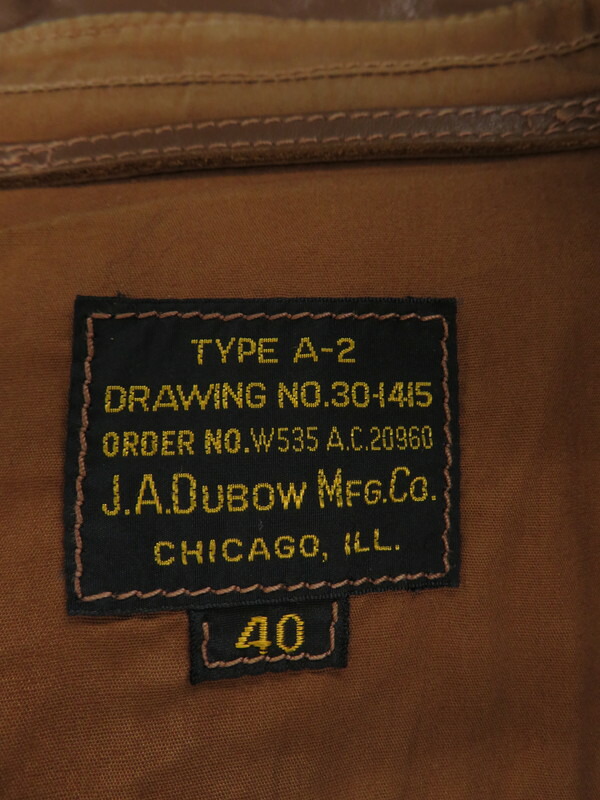 TYPE A-2
DRAWING NO.30-1415
ORDER NO.W535 A.C.20960
J.A.DUBOW MFG.CO.
CHICAGO, ILL.
40